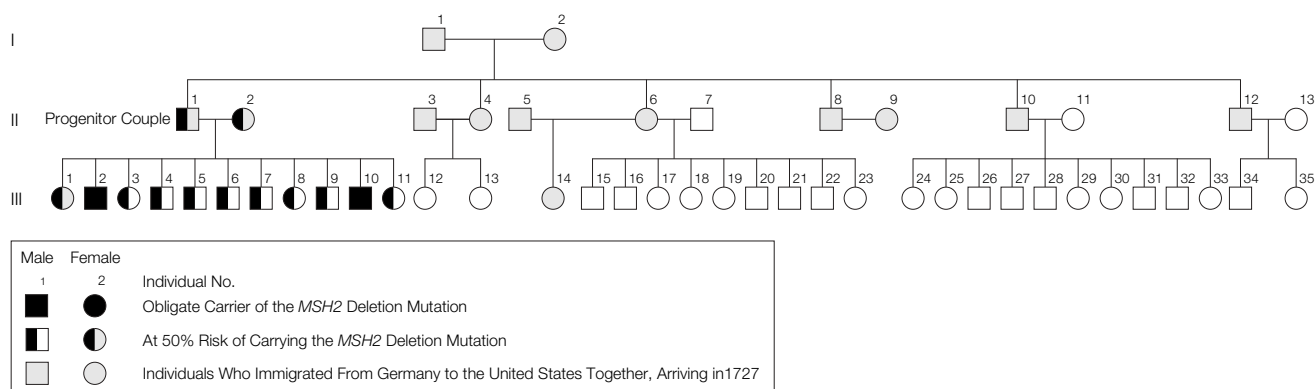 1 2
I
1 2 3 4 5 6 7 8 9 10 11 12 13
II Progenitor Couple
1 2 3 4 5 6 7 8 9 10 11 12 13 14 15 16 17 18 19 20 21 22 23 24 25 26 27 28 29 30 31 32 33 34 35
III
Male Female
1 2 Individual No.
Obligate Carrier of the MSH2 Deletion Mutation
At 50% Risk of Carrying the MSH2 Deletion Mutation
Individuals Who Immigrated From Germany to the United States Together, Arriving in1727